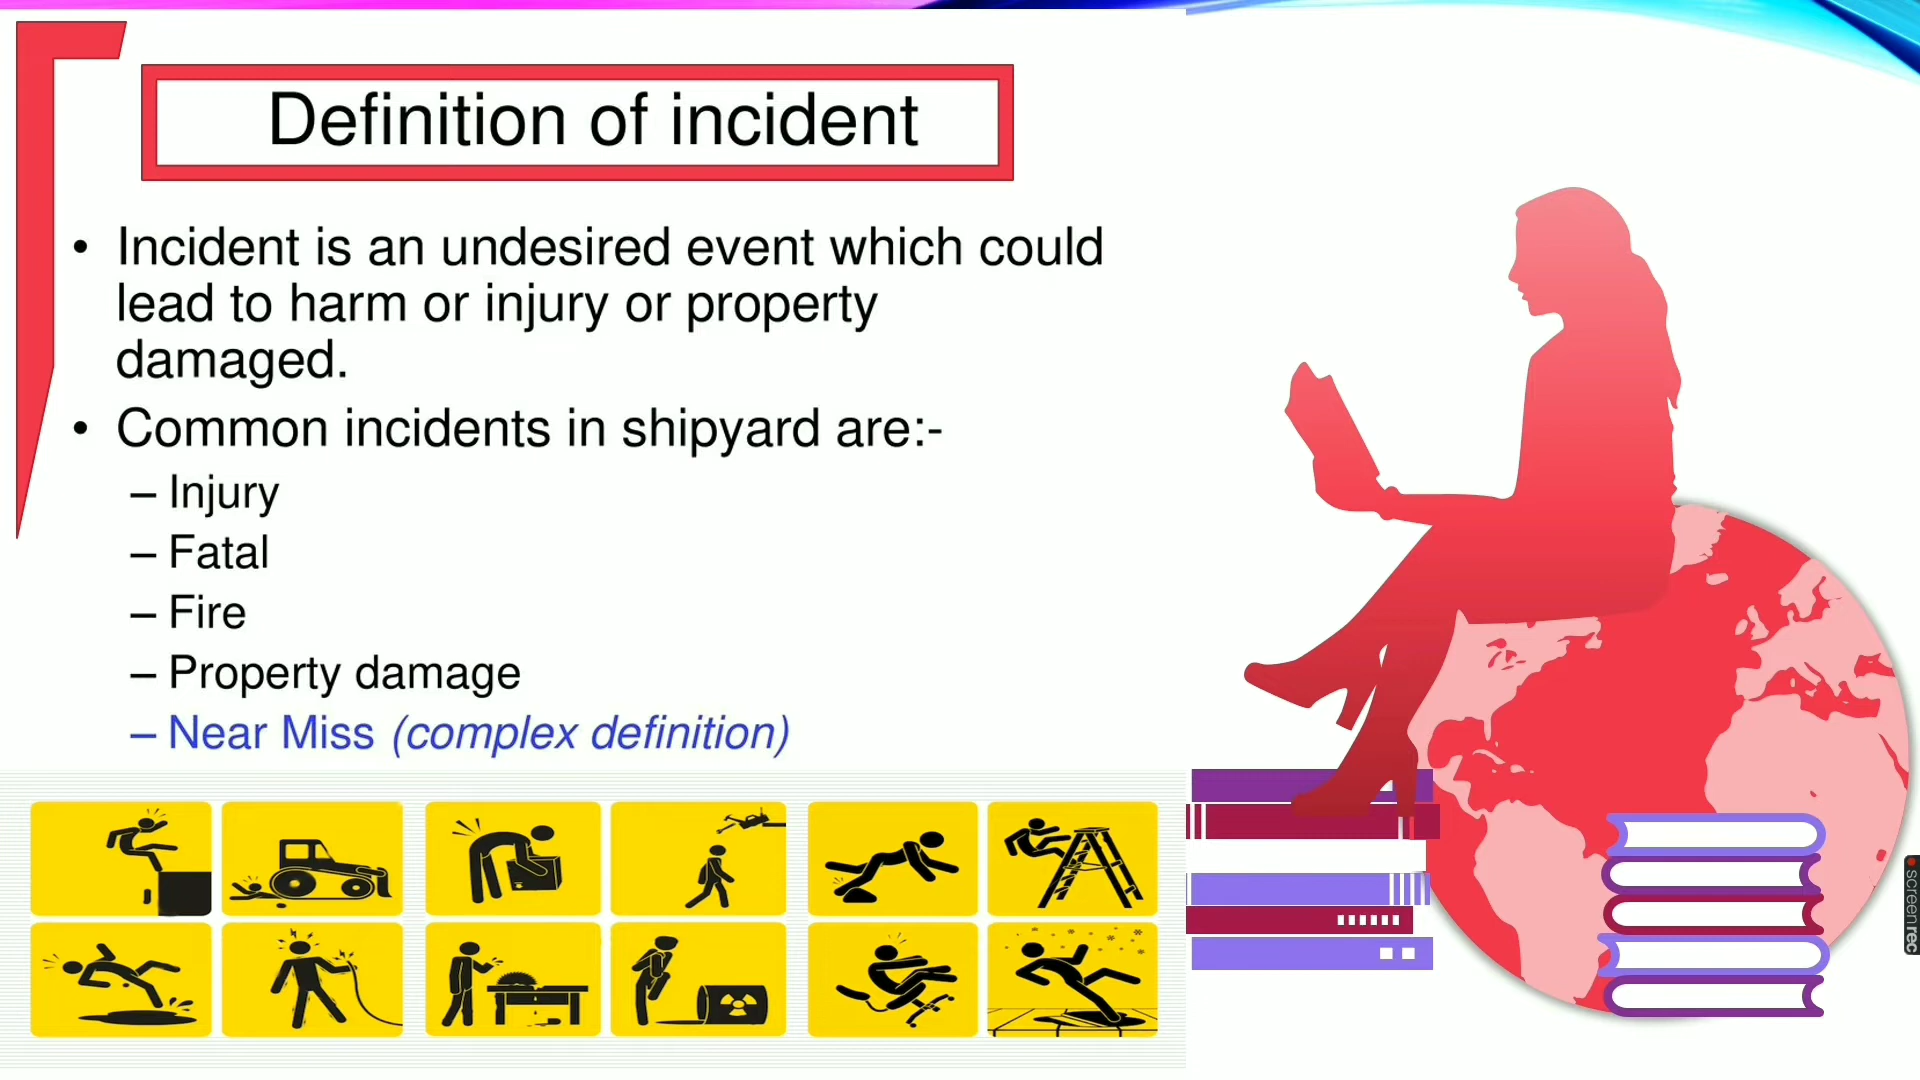 Definition of incident
• Incident is an undesired event which could
lead to harm or injury or property
damaged.
• Common incidents in shipyard are:-
– Injury
– Fatal
– Fire
– Property damage
– Near Miss (complex definition)
screenrec